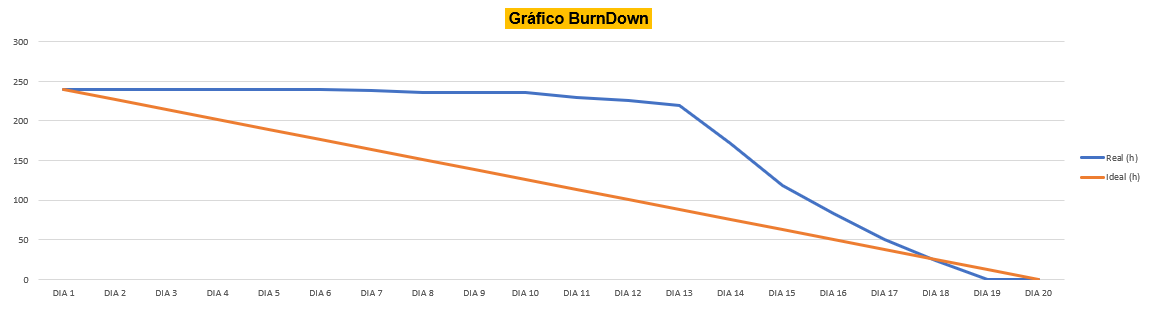 Gráfico BurnDown
300
250
200
150
100
50
0
DIA 1 DIA 2 DIA 3 DIA 4 DIA 5 DIA 6 DIA 7 DIA 8 DIA 9 DIA 10 DIA 11 DIA 12 DIA 13 DIA 14 DIA 15 DIA 16 DIA 17 DIA 18 DIA 19 DIA 20
Real (h)
Ideal (h)